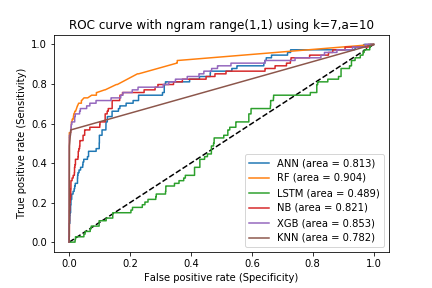 ROC curve with ngram range(1,1) using k=7,a=10
True positive rate (Sensitivity)
1.0
0.8
0.6
0.4
0.2
0.0
ANN (area = 0.813)
RF (area = 0.904)
LSTM (area = 0.489)
NB (area = 0.821)
XGB (area = 0.853)
KNN (area = 0.782)
0.0 0.2 0.4 0.6 0.8 1.0
False positive rate (Specificity)